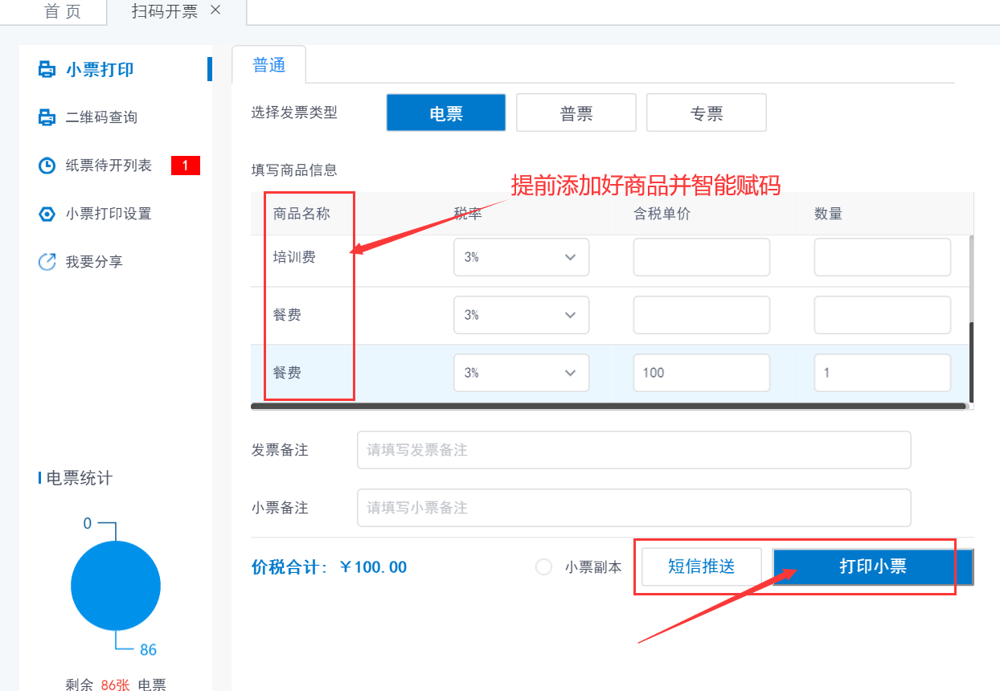 首 页
扫码开票 ×
小票打印
二维码查询
纸票待开列表 1
小票打印设置
我要分享
电票统计
0
86
剩余 86张 电票
普通
选择发票类型 电票 普票 专票
填写商品信息
提前添加好商品并智能赋码
商品名称 税率 含税单价 数量
培训费 3%
餐费 3%
餐费 3% 100 1
发票备注 请填写发票备注
小票备注 请填写小票备注
价税合计: ￥100.00 小票副本 短信推送 打印小票